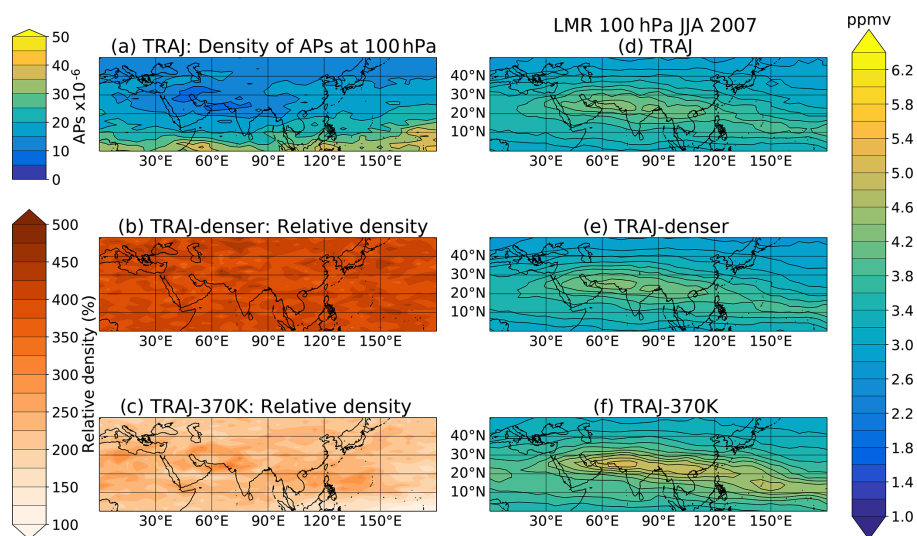 LMR 100 hPa JJA 2007
ppmv
(a) TRAJ: Density of APs at 100 hPa
(d) TRAJ
50
40
30
20
10
0
APs x10⁻⁶
30°E 60°E 90°E 120°E 150°E
40°N
30°N
20°N
10°N
30°E 60°E 90°E 120°E 150°E
(b) TRAJ-denser: Relative density
(e) TRAJ-denser
500
450
400
350
300
250
200
150
100
Relative density (%)
30°E 60°E 90°E 120°E 150°E
40°N
30°N
20°N
10°N
30°E 60°E 90°E 120°E 150°E
(c) TRAJ-370K: Relative density
(f) TRAJ-370K
30°E 60°E 90°E 120°E 150°E
40°N
30°N
20°N
10°N
30°E 60°E 90°E 120°E 150°E
6.2
5.8
5.4
5.0
4.6
4.2
3.8
3.4
3.0
2.6
2.2
1.8
1.4
1.0